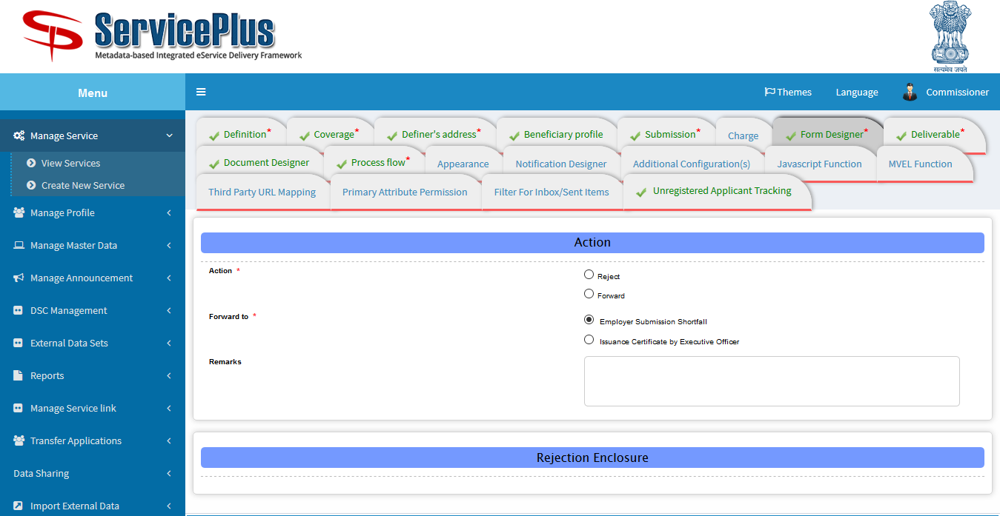 ServicePlus
Metadata-based Integrated eService Delivery Framework
सत्यमेव जयते
Menu
Themes
Language
Commissioner
Manage Service
View Services
Create New Service
Manage Profile
Manage Master Data
Manage Announcement
DSC Management
External Data Sets
Reports
Manage Service link
Transfer Applications
Data Sharing
Import External Data
Definition*
Coverage*
Definer's address*
Beneficiary profile
Submission*
Charge
Form Designer*
Deliverable*
Document Designer
Process flow*
Appearance
Notification Designer
Additional Configuration(s)
Javascript Function
MVEL Function
Third Party URL Mapping
Primary Attribute Permission
Filter For Inbox/Sent Items
Unregistered Applicant Tracking
Action
Action *
Reject
Forward
Forward to *
Employer Submission Shortfall
Issuance Certificate by Executive Officer
Remarks
Rejection Enclosure